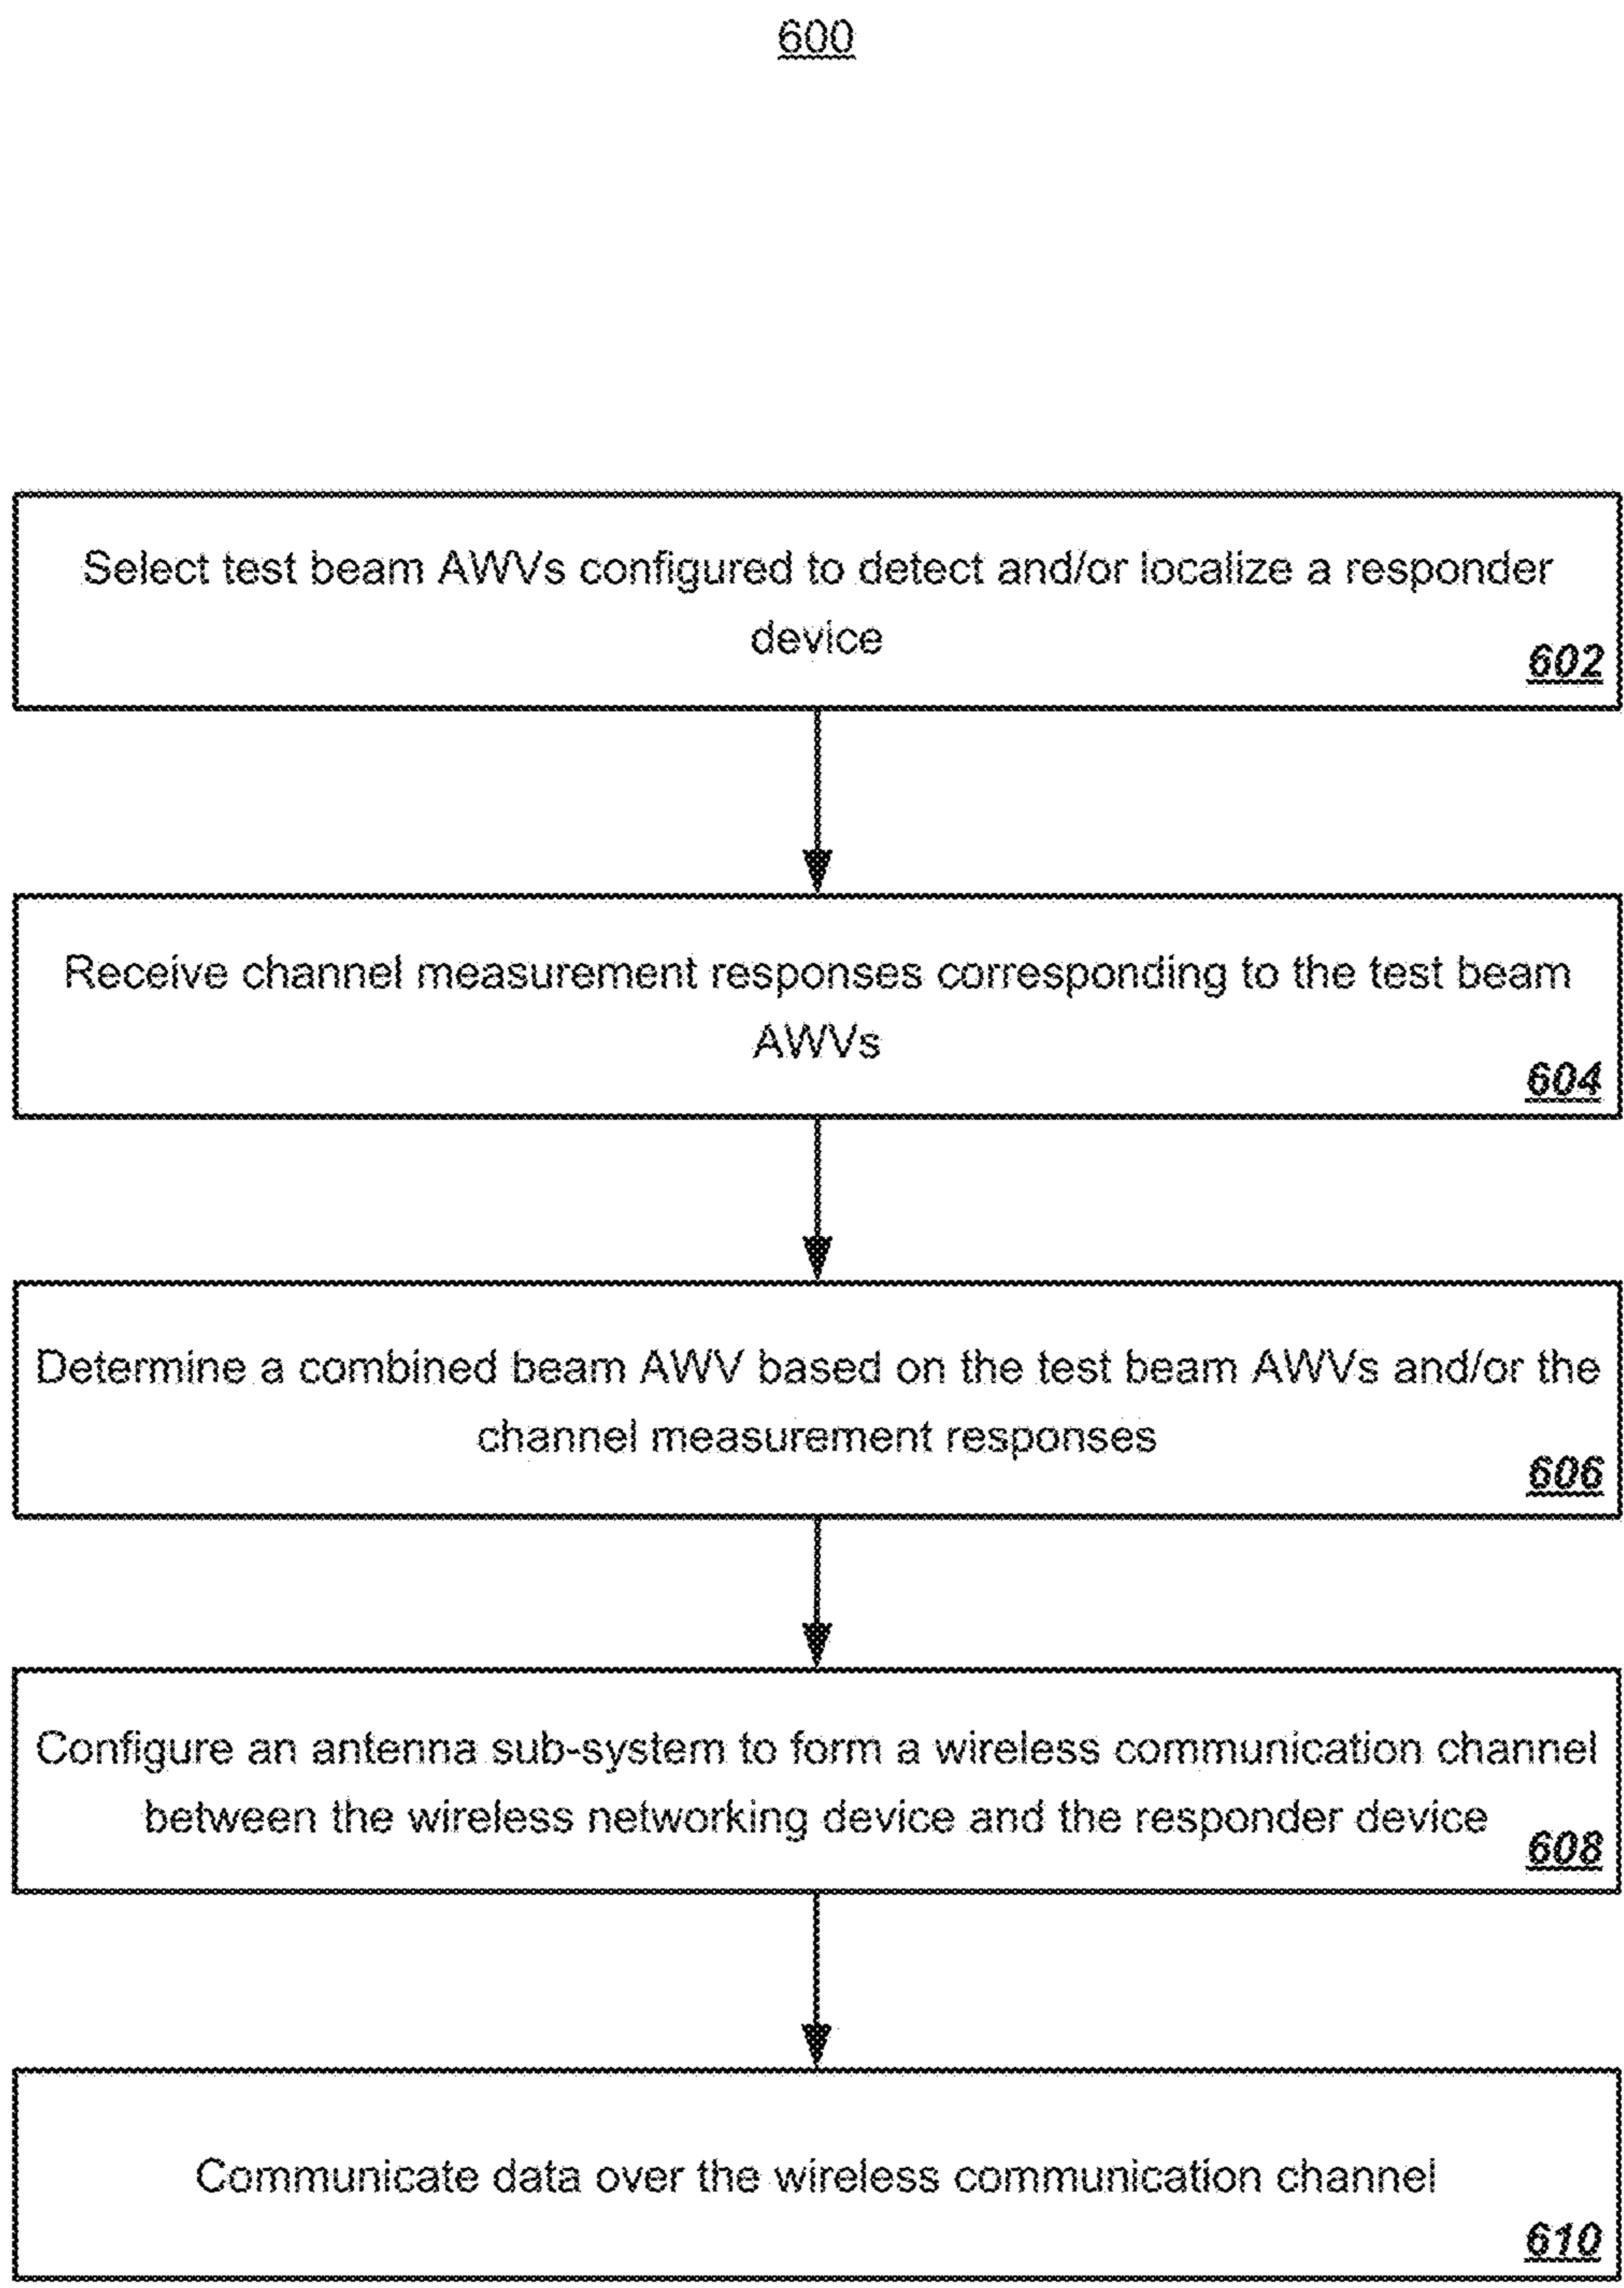 600
Select test beam AWVs configured to detect and/or localize a responder
device
602
Receive channel measurement responses corresponding to the test beam
AWVs
604
Determine a combined beam AWV based on the test beam AWVs and/or the
channel measurement responses
606
Configure an antenna sub-system to form a wireless communication channel
between the wireless networking device and the responder device
608
Communicate data over the wireless communication channel
610